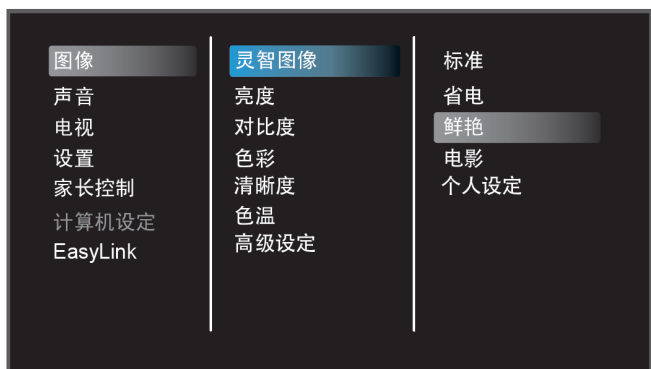 图像
声音
电视
设置
家长控制
计算机设定
EasyLink
灵智图像
亮度
对比度
色彩
清晰度
色温
高级设定
标准
省电
鲜艳
电影
个人设定